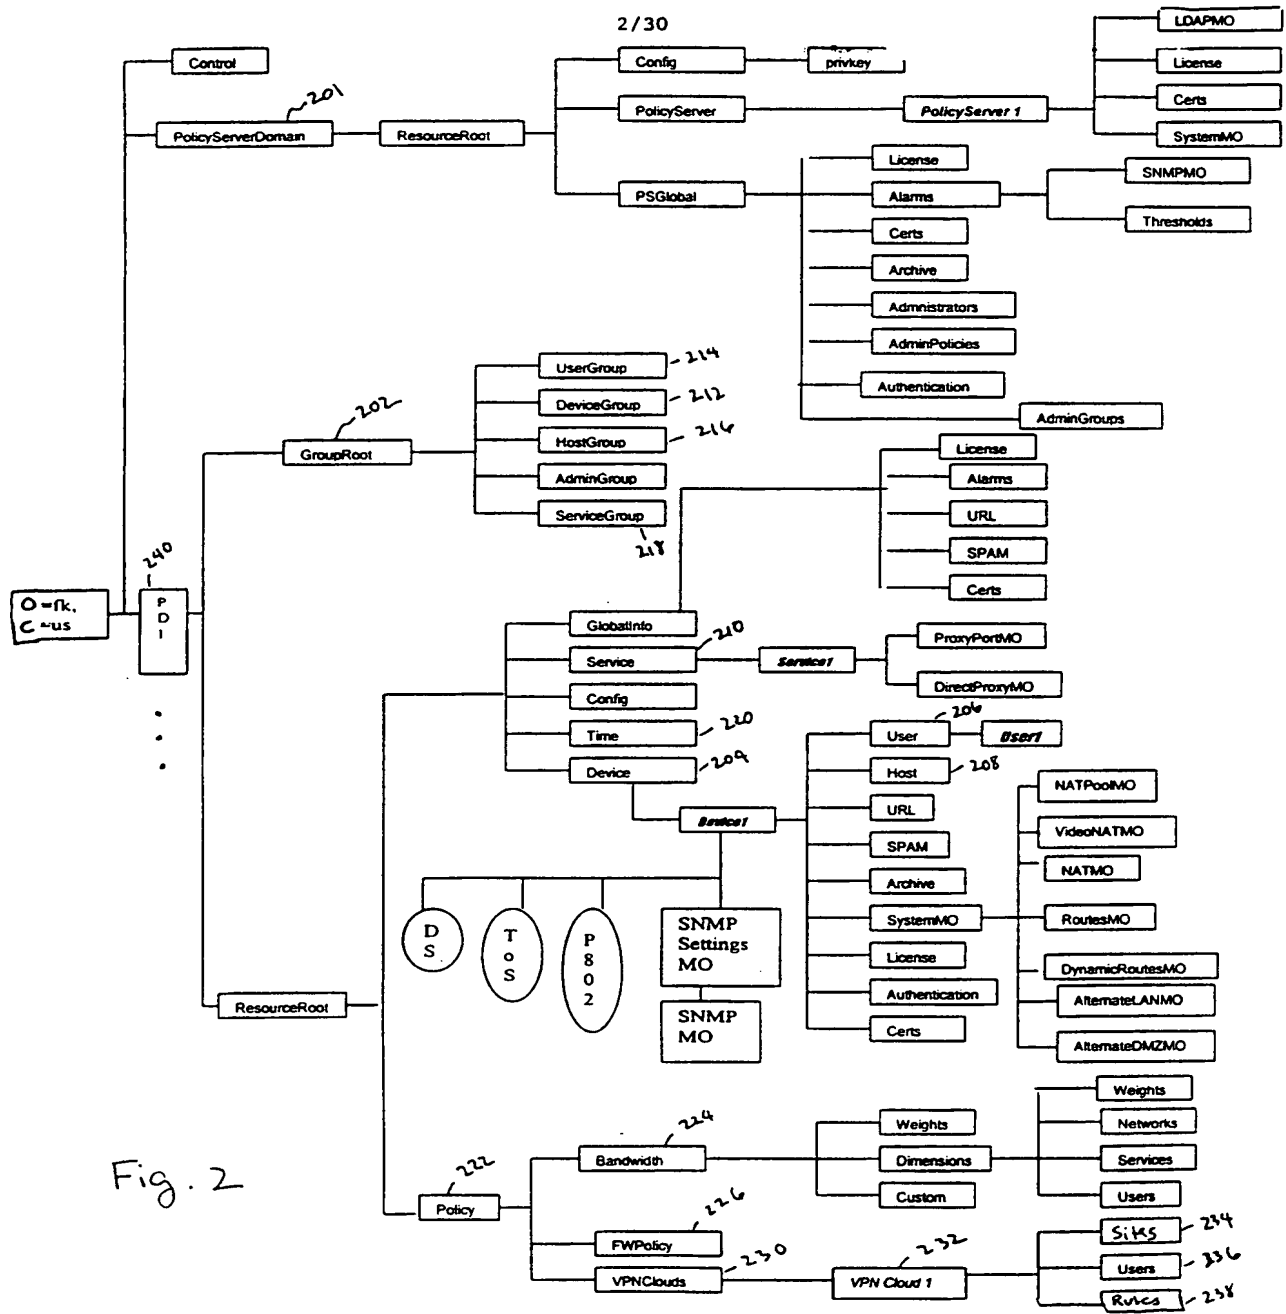 2/30
LDAPMO
Control
Config
privkey
License
201
Certs
PolicyServerDomain
ResourceRoot
PolicyServer
PolicyServer 1
SystemMO
License
SNMPMO
PSGlobal
Alarms
Thresholds
Certs
Archive
Admnistrators
AdminPolicies
UserGroup
214
Authentication
DeviceGroup
212
AdminGroups
202
HostGroup
216
GroupRoot
License
AdminGroup
Alarms
ServiceGroup
218
URL
SPAM
240
Certs
O=fk,
C=us
P
D
1
GlobalInfo
210
ProxyPortMO
Service
Service1
DirectProxyMO
Config
206
Time
220
User
User1
Device
204
Host
208
NATPoolMO
Device1
URL
VideoNATMO
SPAM
NATMO
Archive
D
S
T
o
S
P
8
0
2
SNMP
Settings
MO
SystemMO
RoutesMO
License
DynamicRoutesMO
ResourceRoot
Authentication
AlternateLANMO
SNMP
MO
Certs
AlternateDMZMO
Weights
224
Weights
Networks
Bandwidth
Dimensions
Services
Fig. 2
222
Custom
Users
Policy
226
Sites
234
FWPolicy
230
232
Users
236
VPNClouds
VPN Cloud 1
Rules
238